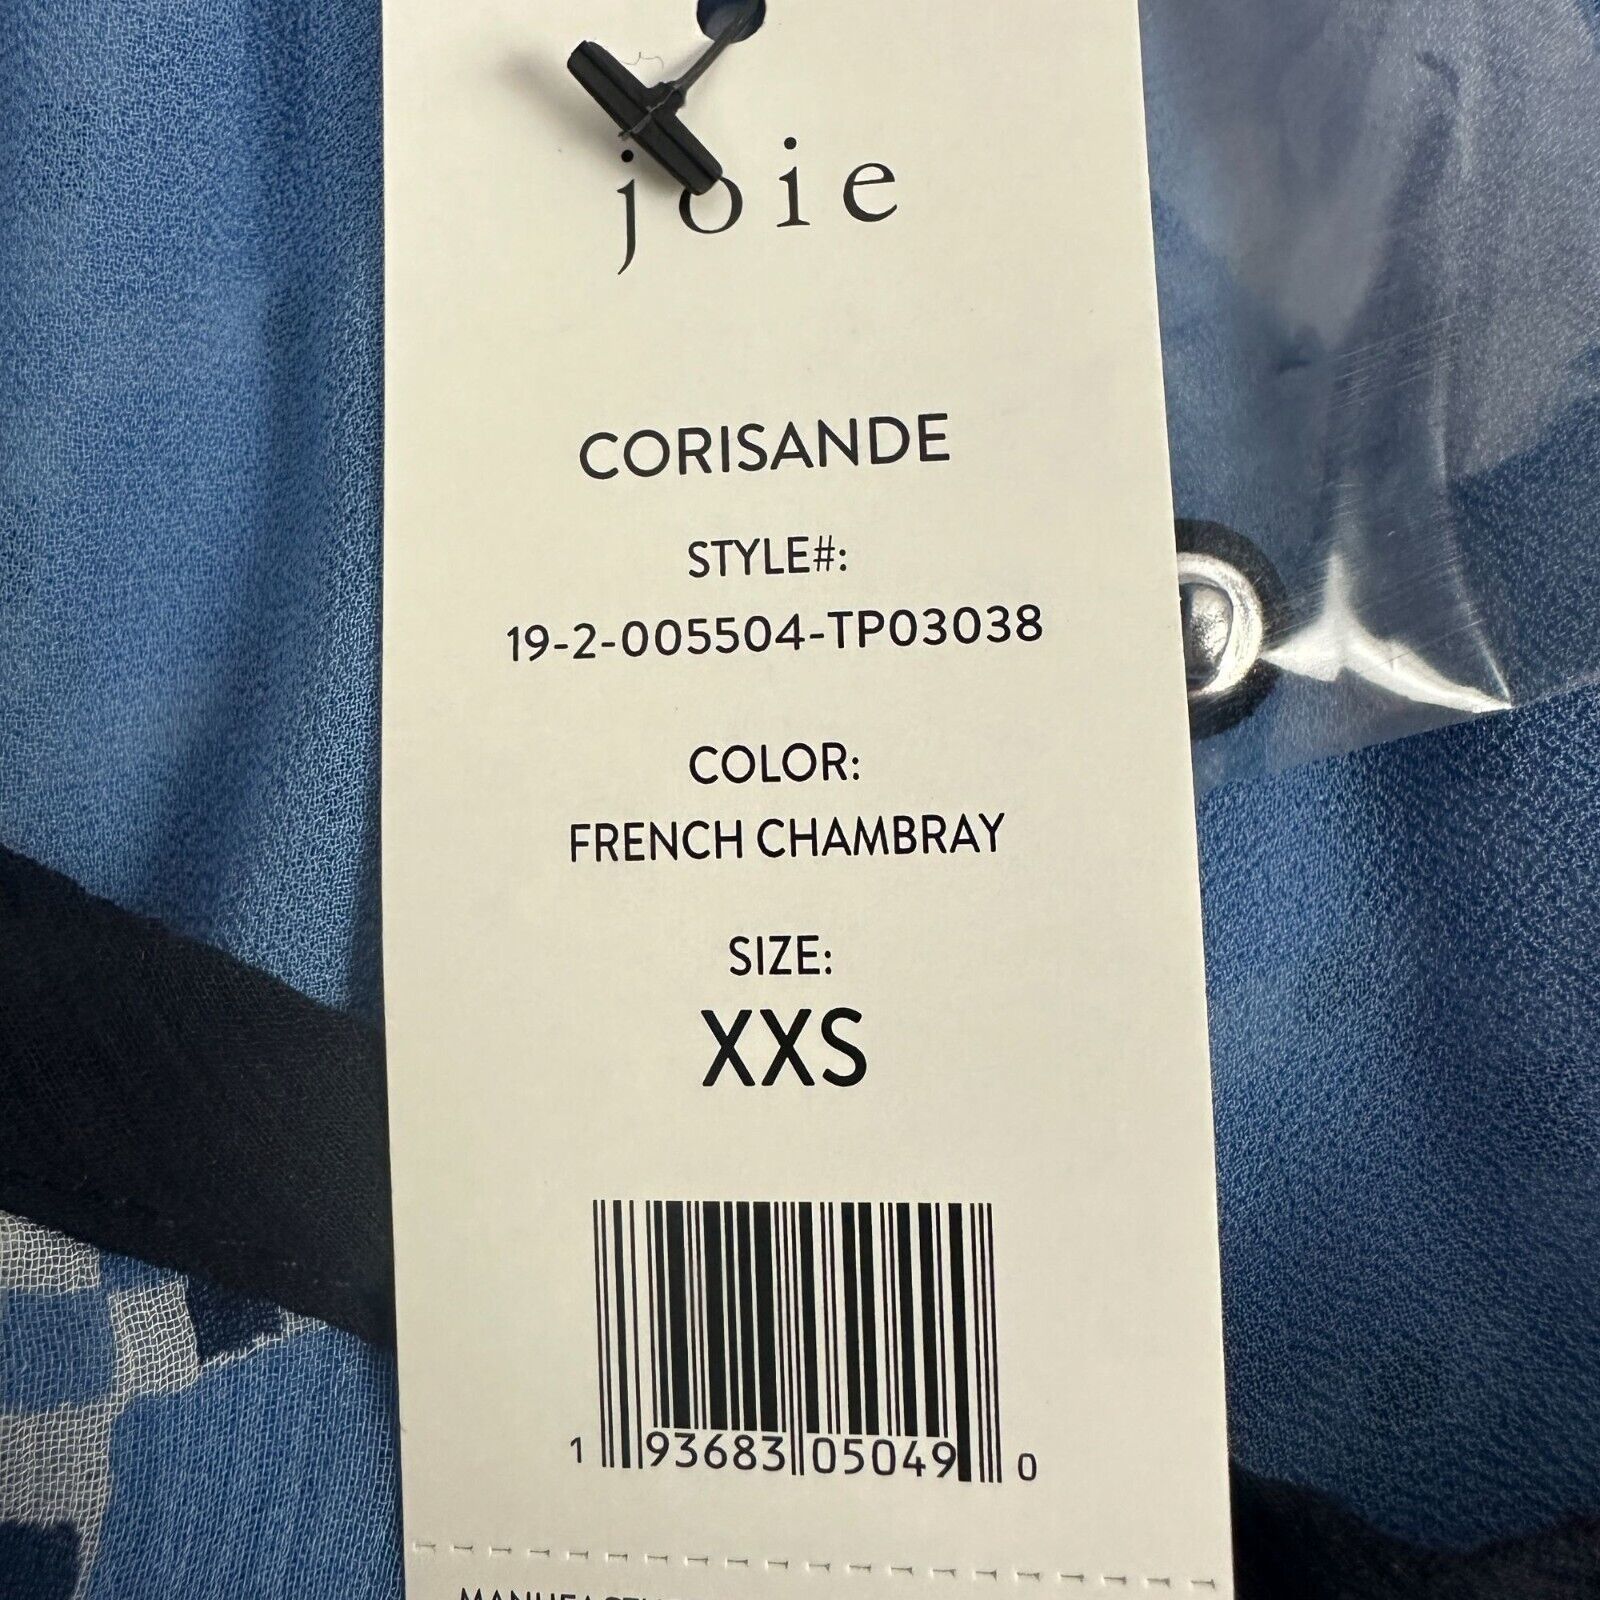 joie
CORISANDE
STYLE#:
19-2-005504-TP03038
COLOR:
FRENCH CHAMBRAY
SIZE:
XXS
1 93683 05049 0